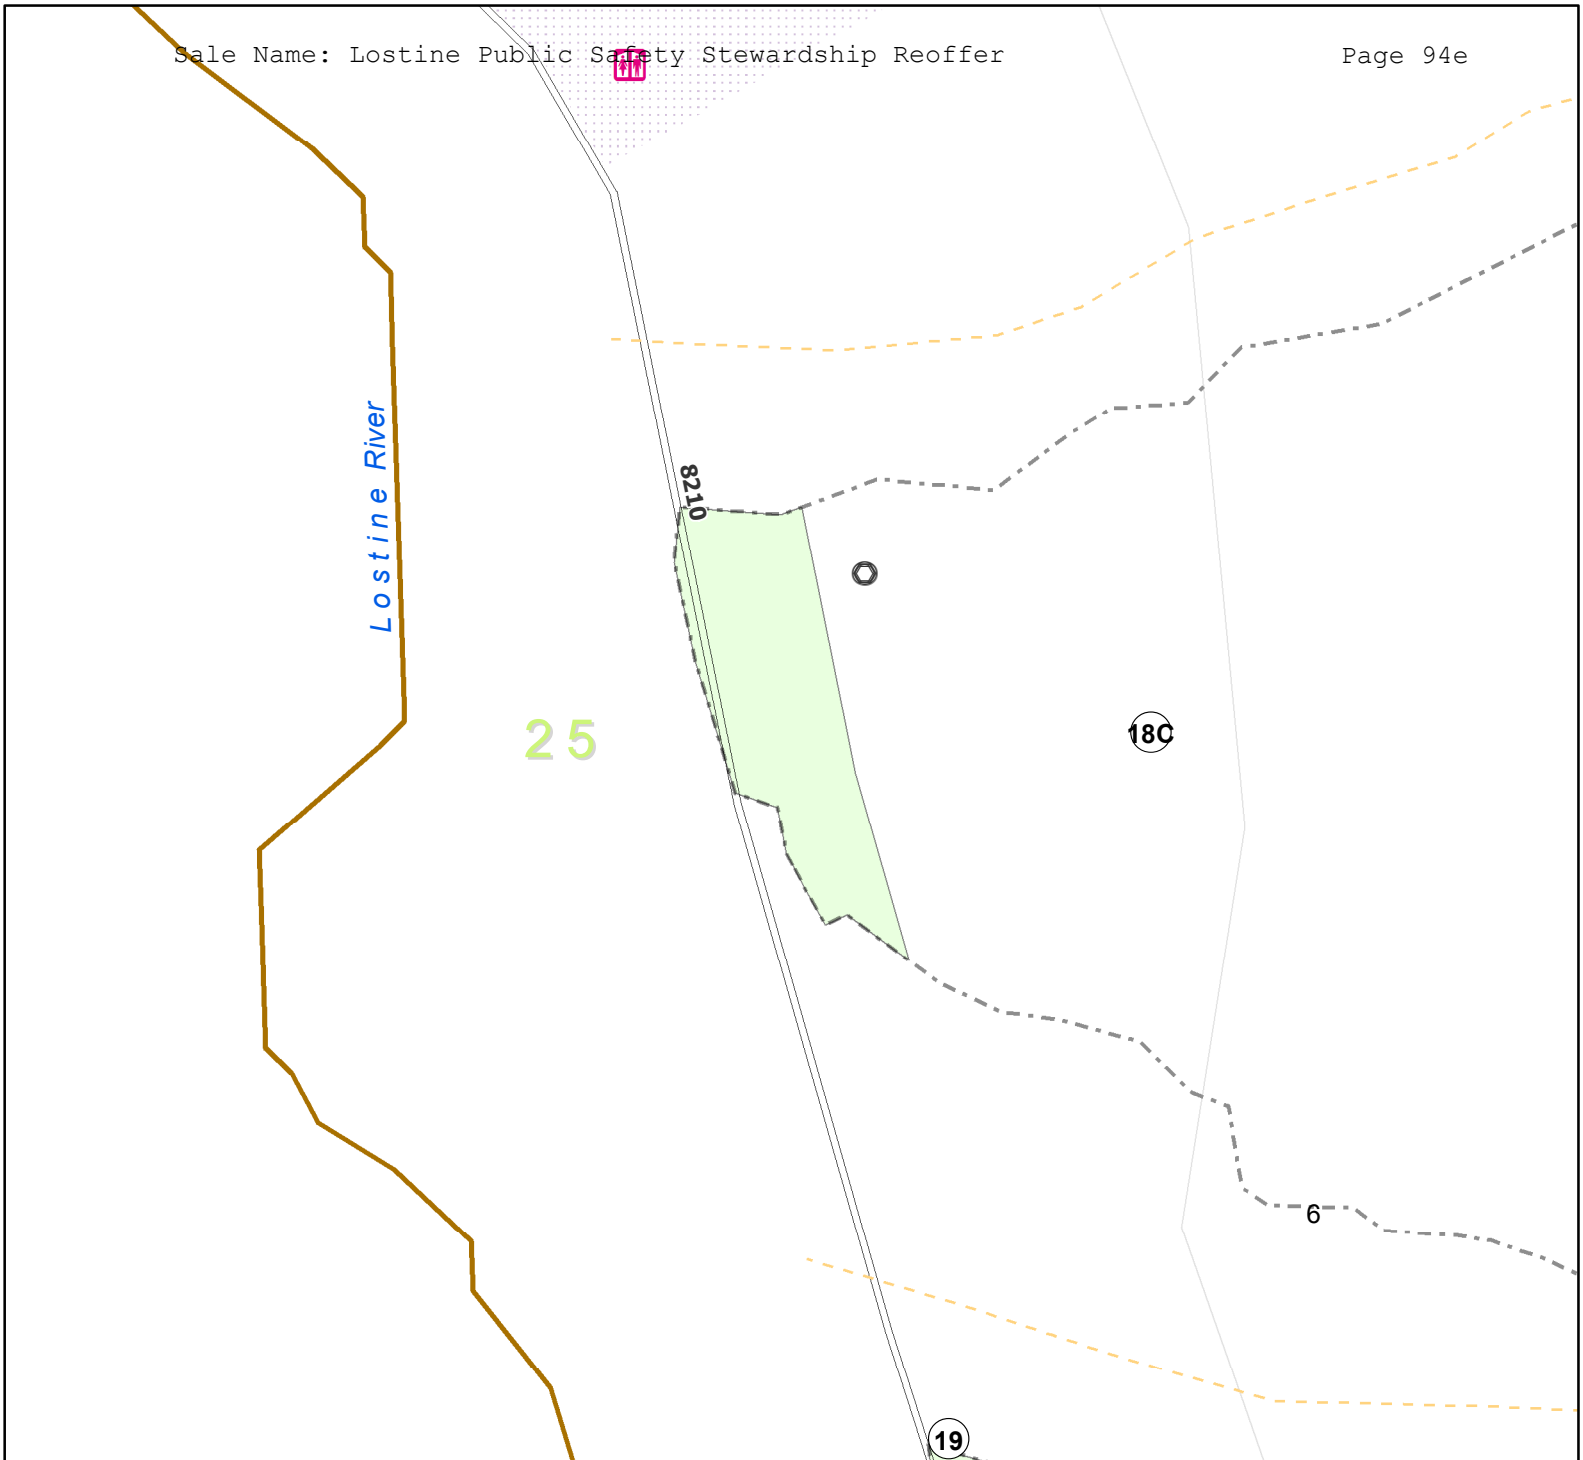 Sale Name: Lostine Public Safety Stewardship Reoffer
Page 94e
Lostine River
8210
25
18C
6
19